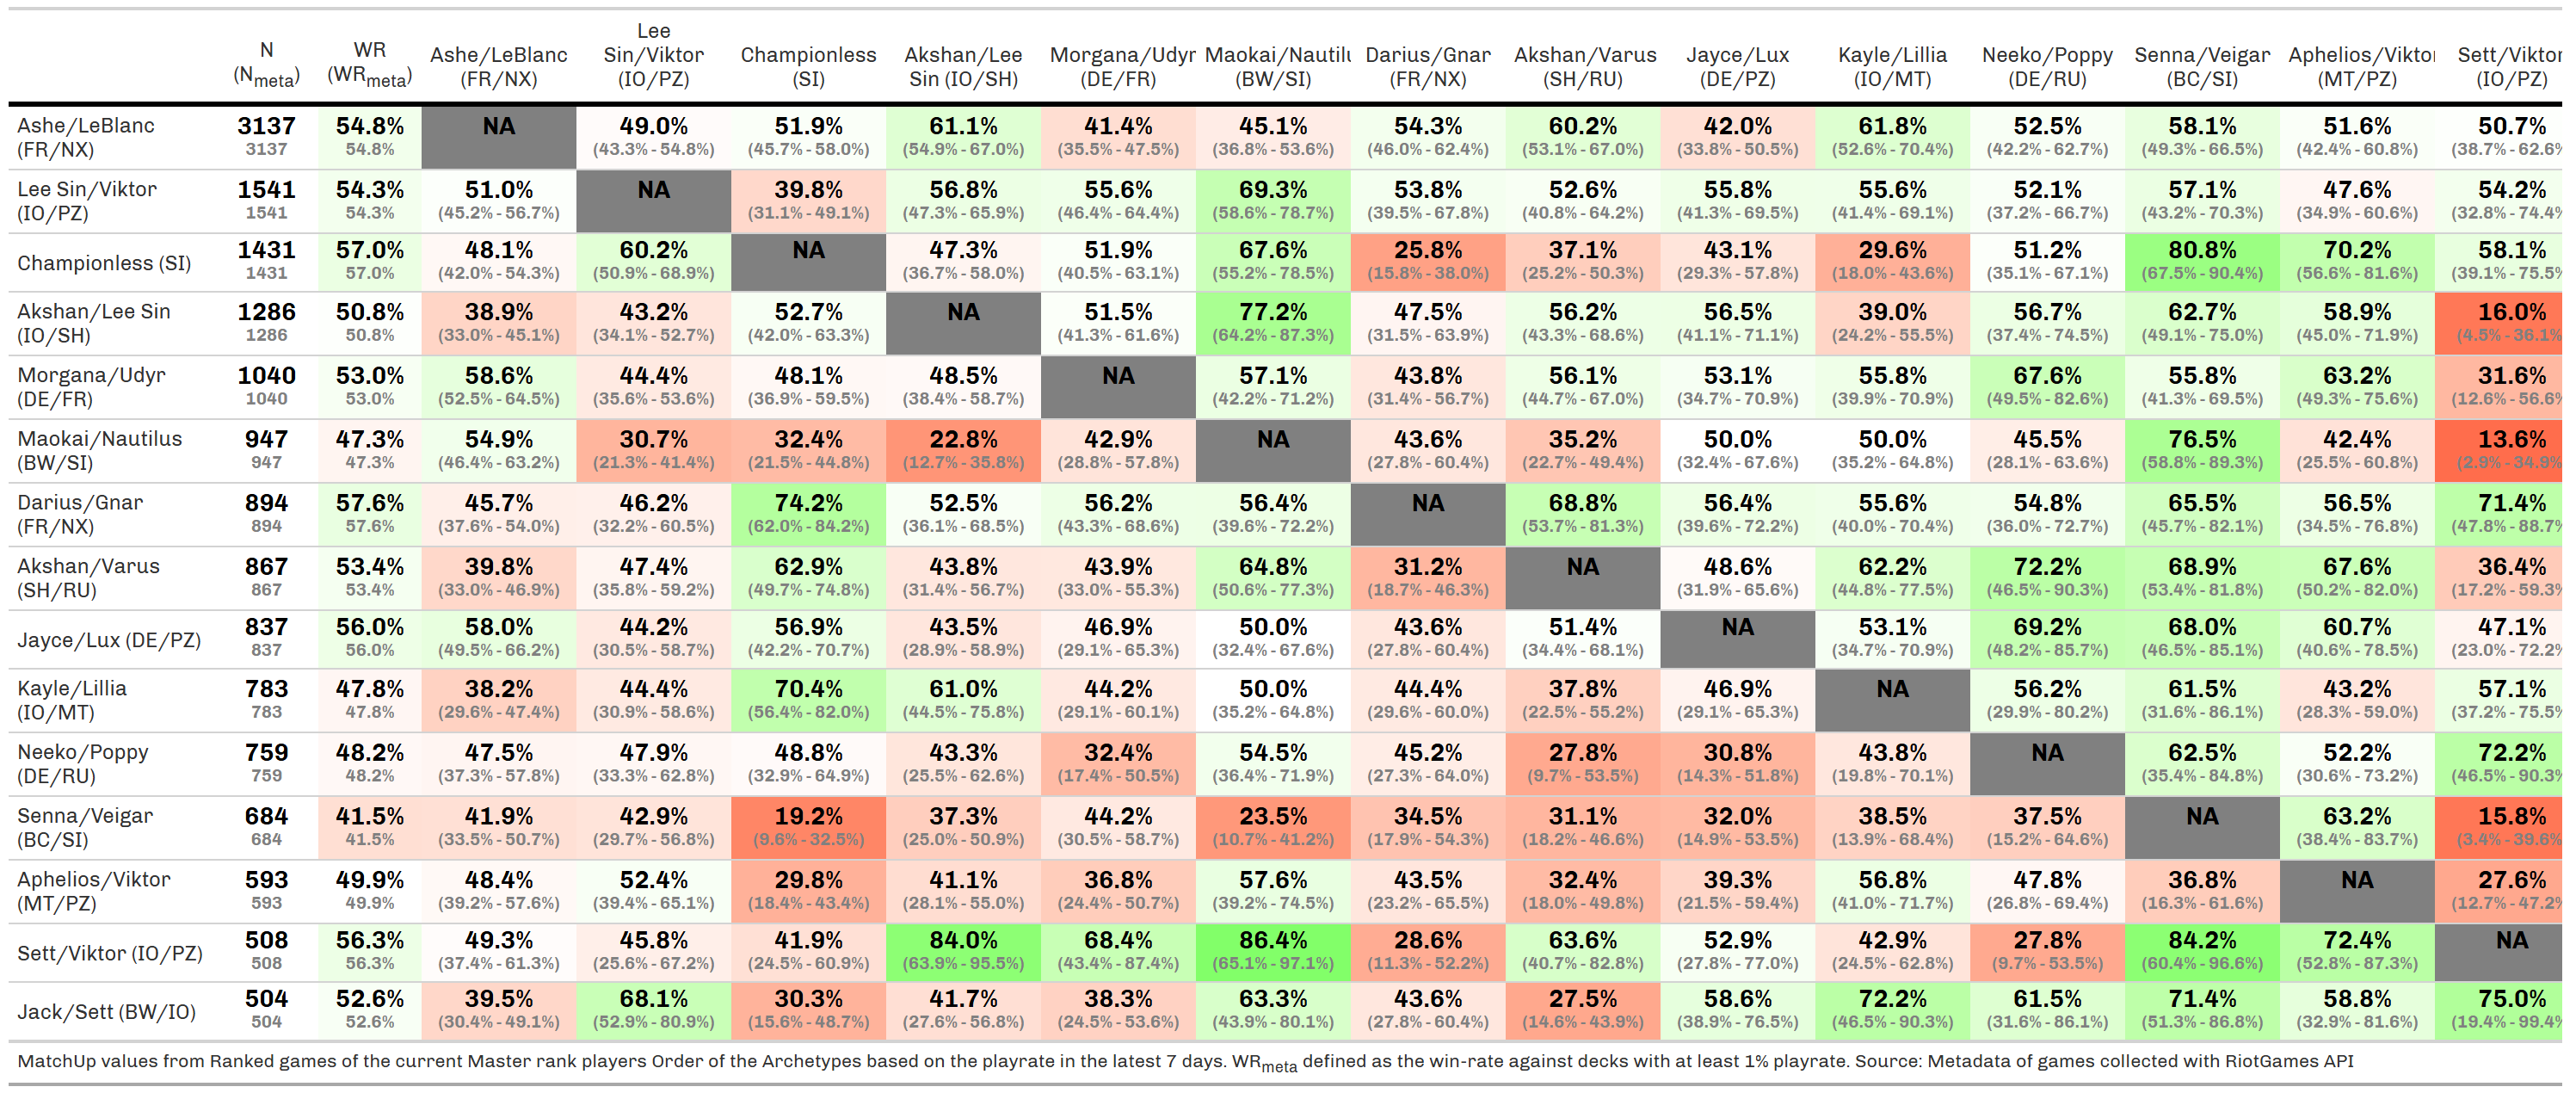 N (Nmeta) WR (WRmeta) Ashe/LeBlanc (FR/NX) Lee Sin/Viktor (IO/PZ) Championless (SI) Akshan/Lee Sin (IO/SH) Morgana/Udyr (DE/FR) Maokai/Nautilu (BW/SI) Darius/Gnar (FR/NX) Akshan/Varus (SH/RU) Jayce/Lux (DE/PZ) Kayle/Lillia (IO/MT) Neeko/Poppy (DE/RU) Senna/Veigar (BC/SI) Aphelios/Viktor (MT/PZ) Sett/Viktor (IO/PZ)
Ashe/LeBlanc 3137 54.8% NA 49.0% 51.9% 61.1% 41.4% 45.1% 54.3% 60.2% 42.0% 61.8% 52.5% 58.1% 51.6% 50.7%
(FR/NX) 3137 54.8% (43.3% - 54.8%) (45.7% - 58.0%) (54.9% - 67.0%) (35.5% - 47.5%) (36.8% - 53.6%) (46.0% - 62.4%) (53.1% - 67.0%) (33.8% - 50.5%) (52.6% - 70.4%) (42.2% - 62.7%) (49.3% - 66.5%) (42.4% - 60.8%) (38.7% - 62.6%
Lee Sin/Viktor 1541 54.3% 51.0% NA 39.8% 56.8% 55.6% 69.3% 53.8% 52.6% 55.8% 55.6% 52.1% 57.1% 47.6% 54.2%
(IO/PZ) 1541 54.3% (45.2% - 56.7%) (31.1% - 49.1%) (47.3% - 65.9%) (46.4% - 64.4%) (58.6% - 78.7%) (39.5% - 67.8%) (40.8% - 64.2%) (41.3% - 69.5%) (41.4% - 69.1%) (37.2% - 66.7%) (43.2% - 70.3%) (34.9% - 60.6%) (32.8% - 74.4%
Championless (SI) 1431 57.0% 48.1% 60.2% NA 47.3% 51.9% 67.6% 25.8% 37.1% 43.1% 29.6% 51.2% 80.8% 70.2% 58.1%
1431 57.0% (42.0% - 54.3%) (50.9% - 68.9%) (36.7% - 58.0%) (40.5% - 63.1%) (55.2% - 78.5%) (15.8% - 38.0%) (25.2% - 50.3%) (29.3% - 57.8%) (18.0% - 43.6%) (35.1% - 67.1%) (67.5% - 90.4%) (56.6% - 81.6%) (39.1% - 75.5%
Akshan/Lee Sin 1286 50.8% 38.9% 43.2% 52.7% NA 51.5% 77.2% 47.5% 56.2% 56.5% 39.0% 56.7% 62.7% 58.9% 16.0%
(IO/SH) 1286 50.8% (33.0% - 45.1%) (34.1% - 52.7%) (42.0% - 63.3%) (41.3% - 61.6%) (64.2% - 87.3%) (31.5% - 63.9%) (43.3% - 68.6%) (41.1% - 71.1%) (24.2% - 55.5%) (37.4% - 74.5%) (49.1% - 75.0%) (45.0% - 71.9%) (4.5% - 36.1%
Morgana/Udyr 1040 53.0% 58.6% 44.4% 48.1% 48.5% NA 57.1% 43.8% 56.1% 53.1% 55.8% 67.6% 55.8% 63.2% 31.6%
(DE/FR) 1040 53.0% (52.5% - 64.5%) (35.6% - 53.6%) (36.9% - 59.5%) (38.4% - 58.7%) (42.2% - 71.2%) (31.4% - 56.7%) (44.7% - 67.0%) (34.7% - 70.9%) (39.9% - 70.9%) (49.5% - 82.6%) (41.3% - 69.5%) (49.3% - 75.6%) (12.6% - 56.6%
Maokai/Nautilus 947 47.3% 54.9% 30.7% 32.4% 22.8% 42.9% NA 43.6% 35.2% 50.0% 50.0% 45.5% 76.5% 42.4% 13.6%
(BW/SI) 947 47.3% (46.4% - 63.2%) (21.3% - 41.4%) (21.5% - 44.8%) (12.7% - 35.8%) (28.8% - 57.8%) (27.8% - 60.4%) (22.7% - 49.4%) (32.4% - 67.6%) (35.2% - 64.8%) (28.1% - 63.6%) (58.8% - 89.3%) (25.5% - 60.8%) (2.9% - 34.9%
Darius/Gnar 894 57.6% 45.7% 46.2% 74.2% 52.5% 56.2% 56.4% NA 68.8% 56.4% 55.6% 54.8% 65.5% 56.5% 71.4%
(FR/NX) 894 57.6% (37.6% - 54.0%) (32.2% - 60.5%) (62.0% - 84.2%) (36.1% - 68.5%) (43.3% - 68.6%) (39.6% - 72.2%) (53.7% - 81.3%) (39.6% - 72.2%) (40.0% - 70.4%) (36.0% - 72.7%) (45.7% - 82.1%) (34.5% - 76.8%) (47.8% - 88.7%
Akshan/Varus 867 53.4% 39.8% 47.4% 62.9% 43.8% 43.9% 64.8% 31.2% NA 48.6% 62.2% 72.2% 68.9% 67.6% 36.4%
(SH/RU) 867 53.4% (33.0% - 46.9%) (35.8% - 59.2%) (49.7% - 74.8%) (31.4% - 56.7%) (33.0% - 55.3%) (50.6% - 77.3%) (18.7% - 46.3%) (31.9% - 65.6%) (44.8% - 77.5%) (46.5% - 90.3%) (53.4% - 81.8%) (50.2% - 82.0%) (17.2% - 59.3%
Jayce/Lux (DE/PZ) 837 56.0% 58.0% 44.2% 56.9% 43.5% 46.9% 50.0% 43.6% 51.4% NA 53.1% 69.2% 68.0% 60.7% 47.1%
837 56.0% (49.5% - 66.2%) (30.5% - 58.7%) (42.2% - 70.7%) (28.9% - 58.9%) (29.1% - 65.3%) (32.4% - 67.6%) (27.8% - 60.4%) (34.4% - 68.1%) (34.7% - 70.9%) (48.2% - 85.7%) (46.5% - 85.1%) (40.6% - 78.5%) (23.0% - 72.2%
Kayle/Lillia 783 47.8% 38.2% 44.4% 70.4% 61.0% 44.2% 50.0% 44.4% 37.8% 46.9% NA 56.2% 61.5% 43.2% 57.1%
(IO/MT) 783 47.8% (29.6% - 47.4%) (30.9% - 58.6%) (56.4% - 82.0%) (44.5% - 75.8%) (29.1% - 60.1%) (35.2% - 64.8%) (29.6% - 60.0%) (22.5% - 55.2%) (29.1% - 65.3%) (29.9% - 80.2%) (31.6% - 86.1%) (28.3% - 59.0%) (37.2% - 75.5%
Neeko/Poppy 759 48.2% 47.5% 47.9% 48.8% 43.3% 32.4% 54.5% 45.2% 27.8% 30.8% 43.8% NA 62.5% 52.2% 72.2%
(DE/RU) 759 48.2% (37.3% - 57.8%) (33.3% - 62.8%) (32.9% - 64.9%) (25.5% - 62.6%) (17.4% - 50.5%) (36.4% - 71.9%) (27.3% - 64.0%) (9.7% - 53.5%) (14.3% - 51.8%) (19.8% - 70.1%) (35.4% - 84.8%) (30.6% - 73.2%) (46.5% - 90.3%
Senna/Veigar 684 41.5% 41.9% 42.9% 19.2% 37.3% 44.2% 23.5% 34.5% 31.1% 32.0% 38.5% 37.5% NA 63.2% 15.8%
(BC/SI) 684 41.5% (33.5% - 50.7%) (29.7% - 56.8%) (9.6% - 32.5%) (25.0% - 50.9%) (30.5% - 58.7%) (10.7% - 41.2%) (17.9% - 54.3%) (18.2% - 46.6%) (14.9% - 53.5%) (13.9% - 68.4%) (15.2% - 64.6%) (38.4% - 83.7%) (3.4% - 39.6%
Aphelios/Viktor 593 49.9% 48.4% 52.4% 29.8% 41.1% 36.8% 57.6% 43.5% 32.4% 39.3% 56.8% 47.8% 36.8% NA 27.6%
(MT/PZ) 593 49.9% (39.2% - 57.6%) (39.4% - 65.1%) (18.4% - 43.4%) (28.1% - 55.0%) (24.4% - 50.7%) (39.2% - 74.5%) (23.2% - 65.5%) (18.0% - 49.8%) (21.5% - 59.4%) (41.0% - 71.7%) (26.8% - 69.4%) (16.3% - 61.6%) (12.7% - 47.2%
Sett/Viktor (IO/PZ) 508 56.3% 49.3% 45.8% 41.9% 84.0% 68.4% 86.4% 28.6% 63.6% 52.9% 42.9% 27.8% 84.2% 72.4% NA
508 56.3% (37.4% - 61.3%) (25.6% - 67.2%) (24.5% - 60.9%) (63.9% - 95.5%) (43.4% - 87.4%) (65.1% - 97.1%) (11.3% - 52.2%) (40.7% - 82.8%) (27.8% - 77.0%) (24.5% - 62.8%) (9.7% - 53.5%) (60.4% - 96.6%) (52.8% - 87.3%)
Jack/Sett (BW/IO) 504 52.6% 39.5% 68.1% 30.3% 41.7% 38.3% 63.3% 43.6% 27.5% 58.6% 72.2% 61.5% 71.4% 58.8% 75.0%
504 52.6% (30.4% - 49.1%) (52.9% - 80.9%) (15.6% - 48.7%) (27.6% - 56.8%) (24.5% - 53.6%) (43.9% - 80.1%) (27.8% - 60.4%) (14.6% - 43.9%) (38.9% - 76.5%) (46.5% - 90.3%) (31.6% - 86.1%) (51.3% - 86.8%) (32.9% - 81.6%) (19.4% - 99.4%
MatchUp values from Ranked games of the current Master rank players Order of the Archetypes based on the playrate in the latest 7 days. WRmeta defined as the win-rate against decks with at least 1% playrate. Source: Metadata of games collected with RiotGames API